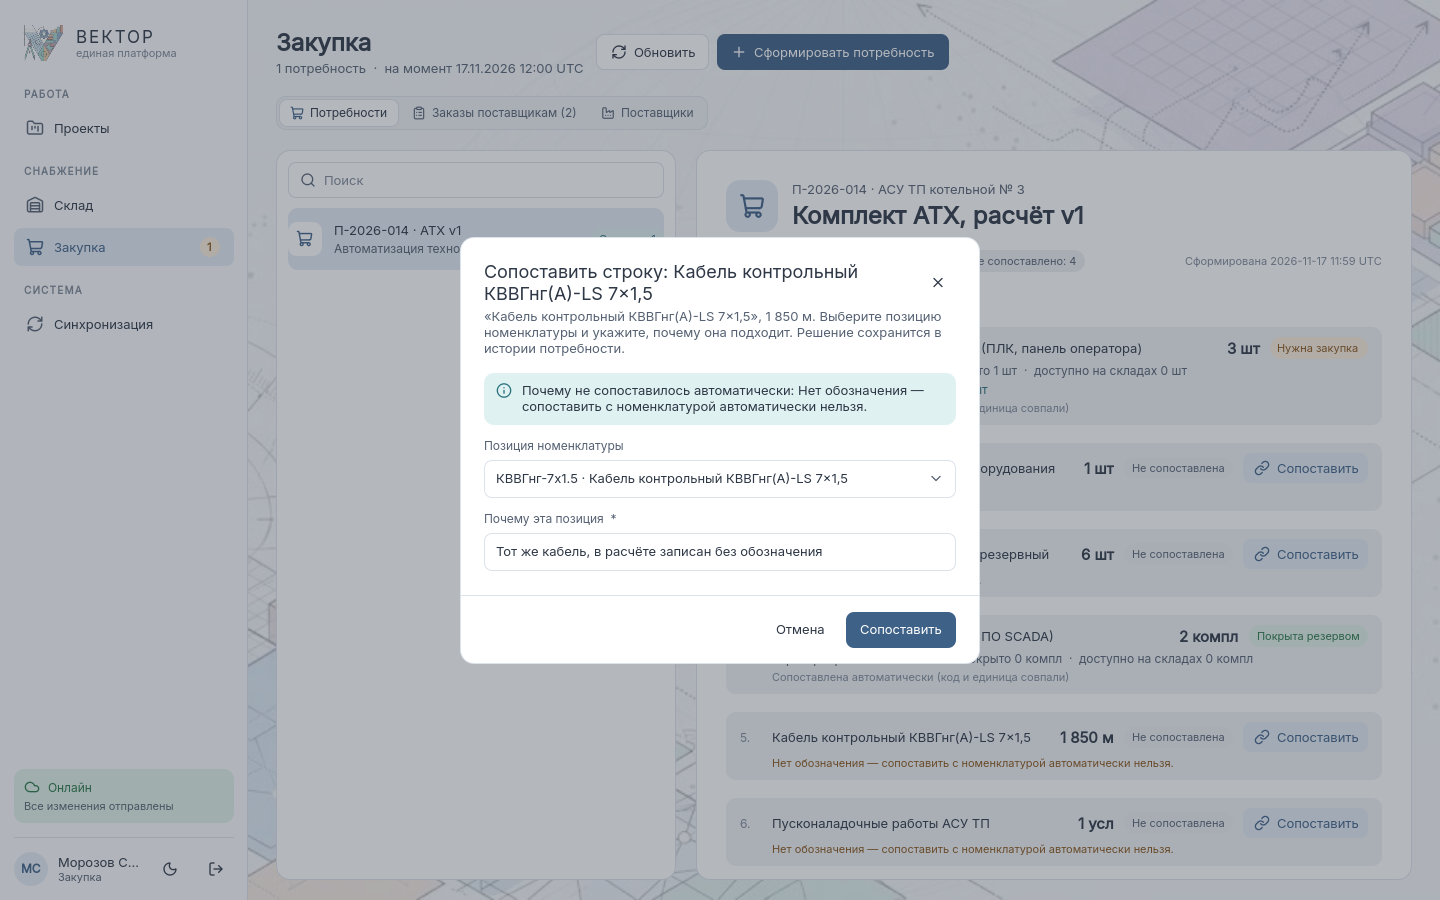 ВЕКТОР
единая платформа
РАБОТА
Проекты
СНАБЖЕНИЕ
Склад
Закупка
1
СИСТЕМА
Синхронизация
Онлайн
Все изменения отправлены
МС
Морозов С...
Закупка
Закупка
1 потребность · на момент 17.11.2026 12:00 UTC
Обновить
Сформировать потребность
Потребности
Заказы поставщикам (2)
Поставщики
Поиск
П-2026-014 · АТХ v1
Автоматизация техно
П-2026-014 · АСУ ТП котельной № 3
Комплект АТХ, расчёт v1
е сопоставлено: 4
Сформирована 2026-11-17 11:59 UTC
(ПЛК, панель оператора)
3 шт
Нужна закупка
то 1 шт · доступно на складах 0 шт
шт
диница совпали)
орудования
1 шт
Не сопоставлена
Сопоставить
резервный
6 шт
Не сопоставлена
Сопоставить
ПО SCADA)
2 компл
Покрыта резервом
крыто 0 компл · доступно на складах 0 компл
Сопоставлена автоматически (код и единица совпали)
5.
Кабель контрольный КВВГнг(А)-LS 7×1,5
1 850 м
Не сопоставлена
Сопоставить
Нет обозначения — сопоставить с номенклатурой автоматически нельзя.
6.
Пусконаладочные работы АСУ ТП
1 усл
Не сопоставлена
Сопоставить
Нет обозначения — сопоставить с номенклатурой автоматически нельзя.
Сопоставить строку: Кабель контрольный
КВВГнг(А)-LS 7×1,5
«Кабель контрольный КВВГнг(А)-LS 7×1,5», 1 850 м. Выберите позицию
номенклатуры и укажите, почему она подходит. Решение сохранится в
истории потребности.
Почему не сопоставилось автоматически: Нет обозначения —
сопоставить с номенклатурой автоматически нельзя.
Позиция номенклатуры
КВВГнг-7х1.5 · Кабель контрольный КВВГнг(А)-LS 7×1,5
Почему эта позиция *
Тот же кабель, в расчёте записан без обозначения
Отмена
Сопоставить